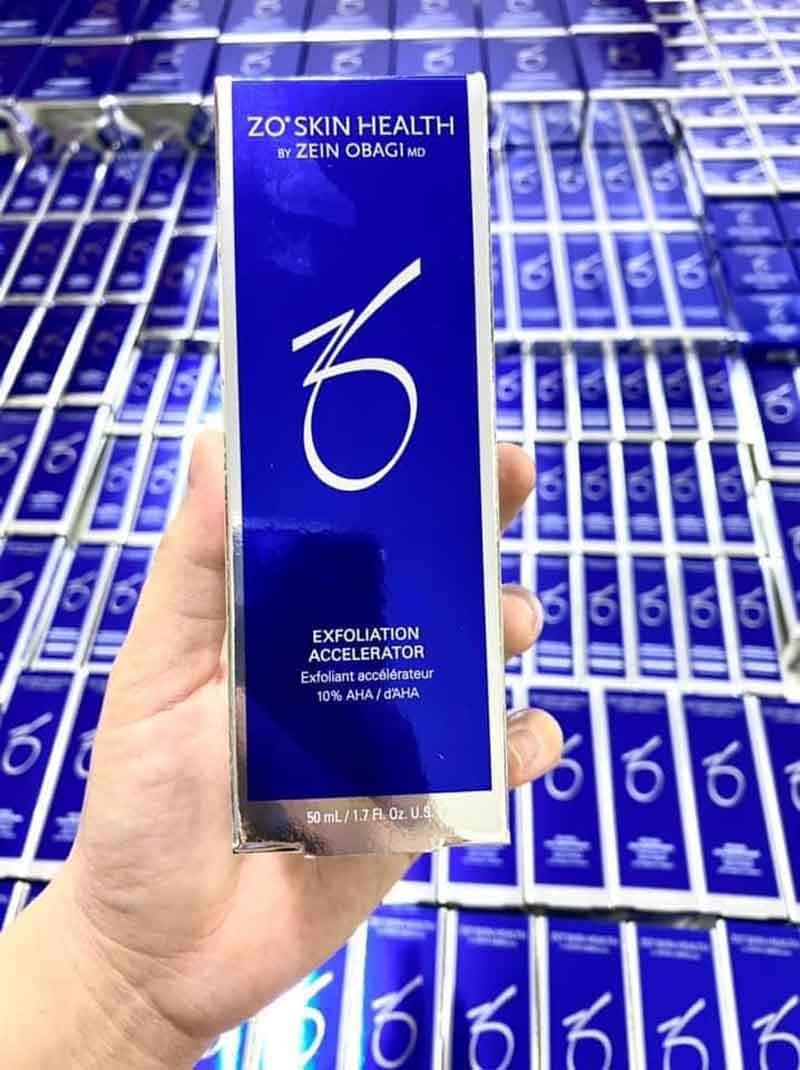 ZO® SKIN HEALTH
BY ZEIN OBAGI MD
EXFOLIATION
ACCELERATOR
Exfoliant accélérateur
10% AHA / d'AHA
50 mL / 1.7 Fl. Oz. U.S.